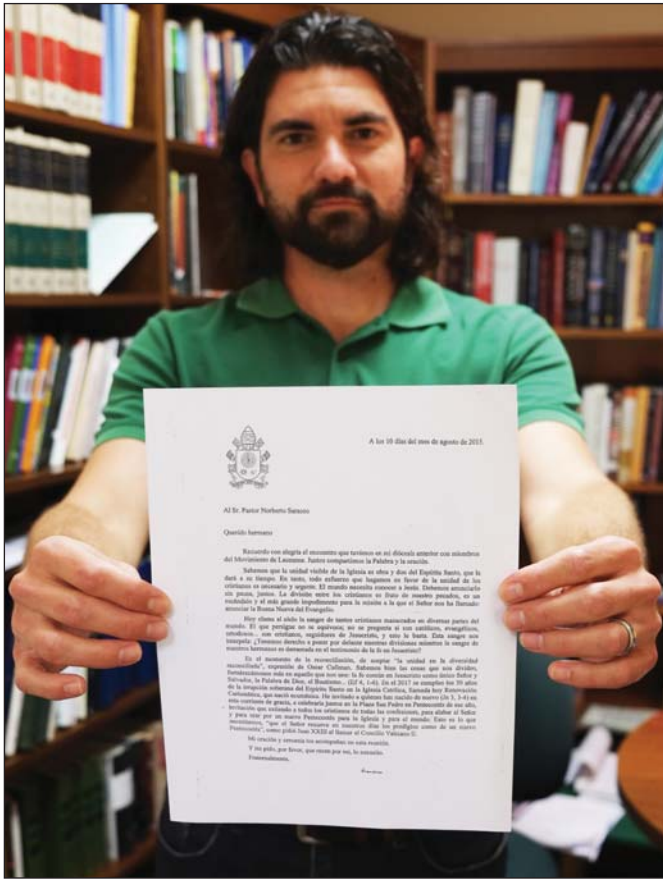 A los 10 días del mes de agosto de 2015.
Al Sr. Pastor Norberto Saracco
Querido hermano
Recuerdo con alegría el encuentro que tuvimos en mi diócesis anterior con miembros
del Movimiento de Lausanne. Juntos compartimos la Palabra y la oración.
Sabemos que la unidad visible de la Iglesia es obra y don del Espíritu Santo, que la
dará a su tiempo. En tanto, todo esfuerzo que hagamos en favor de la unidad de los
cristianos es necesario y urgente. El mundo necesita conocer a Jesús. Debemos anunciarlo
sin pausa, juntos. La división entre los cristianos es fruto de nuestro pecado, es un
escándalo y el más grande impedimento para la misión a la que el Señor nos ha llamado:
anunciar la Buena Nueva del Evangelio.
Hoy clama al cielo la sangre de tantos cristianos masacrados en diversas partes del
mundo. El que persigue no se equivoca, no se pregunta si son católicos, evangélicos,
ortodoxos... son cristianos, seguidores de Jesucristo, y esto le basta. Esta sangre nos
interpela: ¿Tenemos derecho a poner por delante nuestras divisiones mientras la sangre de
nuestros hermanos es derramada en el testimonio de la fe en Jesucristo?
Es el momento de la reconciliación, de aceptar "la unidad en la diversidad
reconciliada", expresión de Oscar Cullman. Sabemos bien las cosas que nos dividen,
fortalezcámonos más en aquello que nos une: la fe común en Jesucristo como único Señor y
Salvador, la Palabra de Dios, el Bautismo... (Ef 4, 1-6). En el 2017 se cumplen los 50 años
de la irrupción soberana del Espíritu Santo en la Iglesia Católica, llamada hoy Renovación
Carismática, que nació ecuménica. He invitado a quienes han nacido de nuevo (Jn 3, 3-6) en
esta corriente de gracia, a celebrarla juntos en la Plaza San Pedro en Pentecostés de ese año,
invitación que extiendo a todos los cristianos de todas las confesiones, para alabar al Señor
y para orar por un nuevo Pentecostés para la Iglesia y para el mundo. Esto es lo que
necesitamos, "que el Señor renueve en nuestros días los prodigios como de un nuevo
Pentecostés", como pidió Juan XXIII al llamar al Concilio Vaticano II.
Mi oración y cercanía los acompañan en esta reunión.
Y les pido, por favor, que oren por mí, lo necesito.
Fraternalmente,